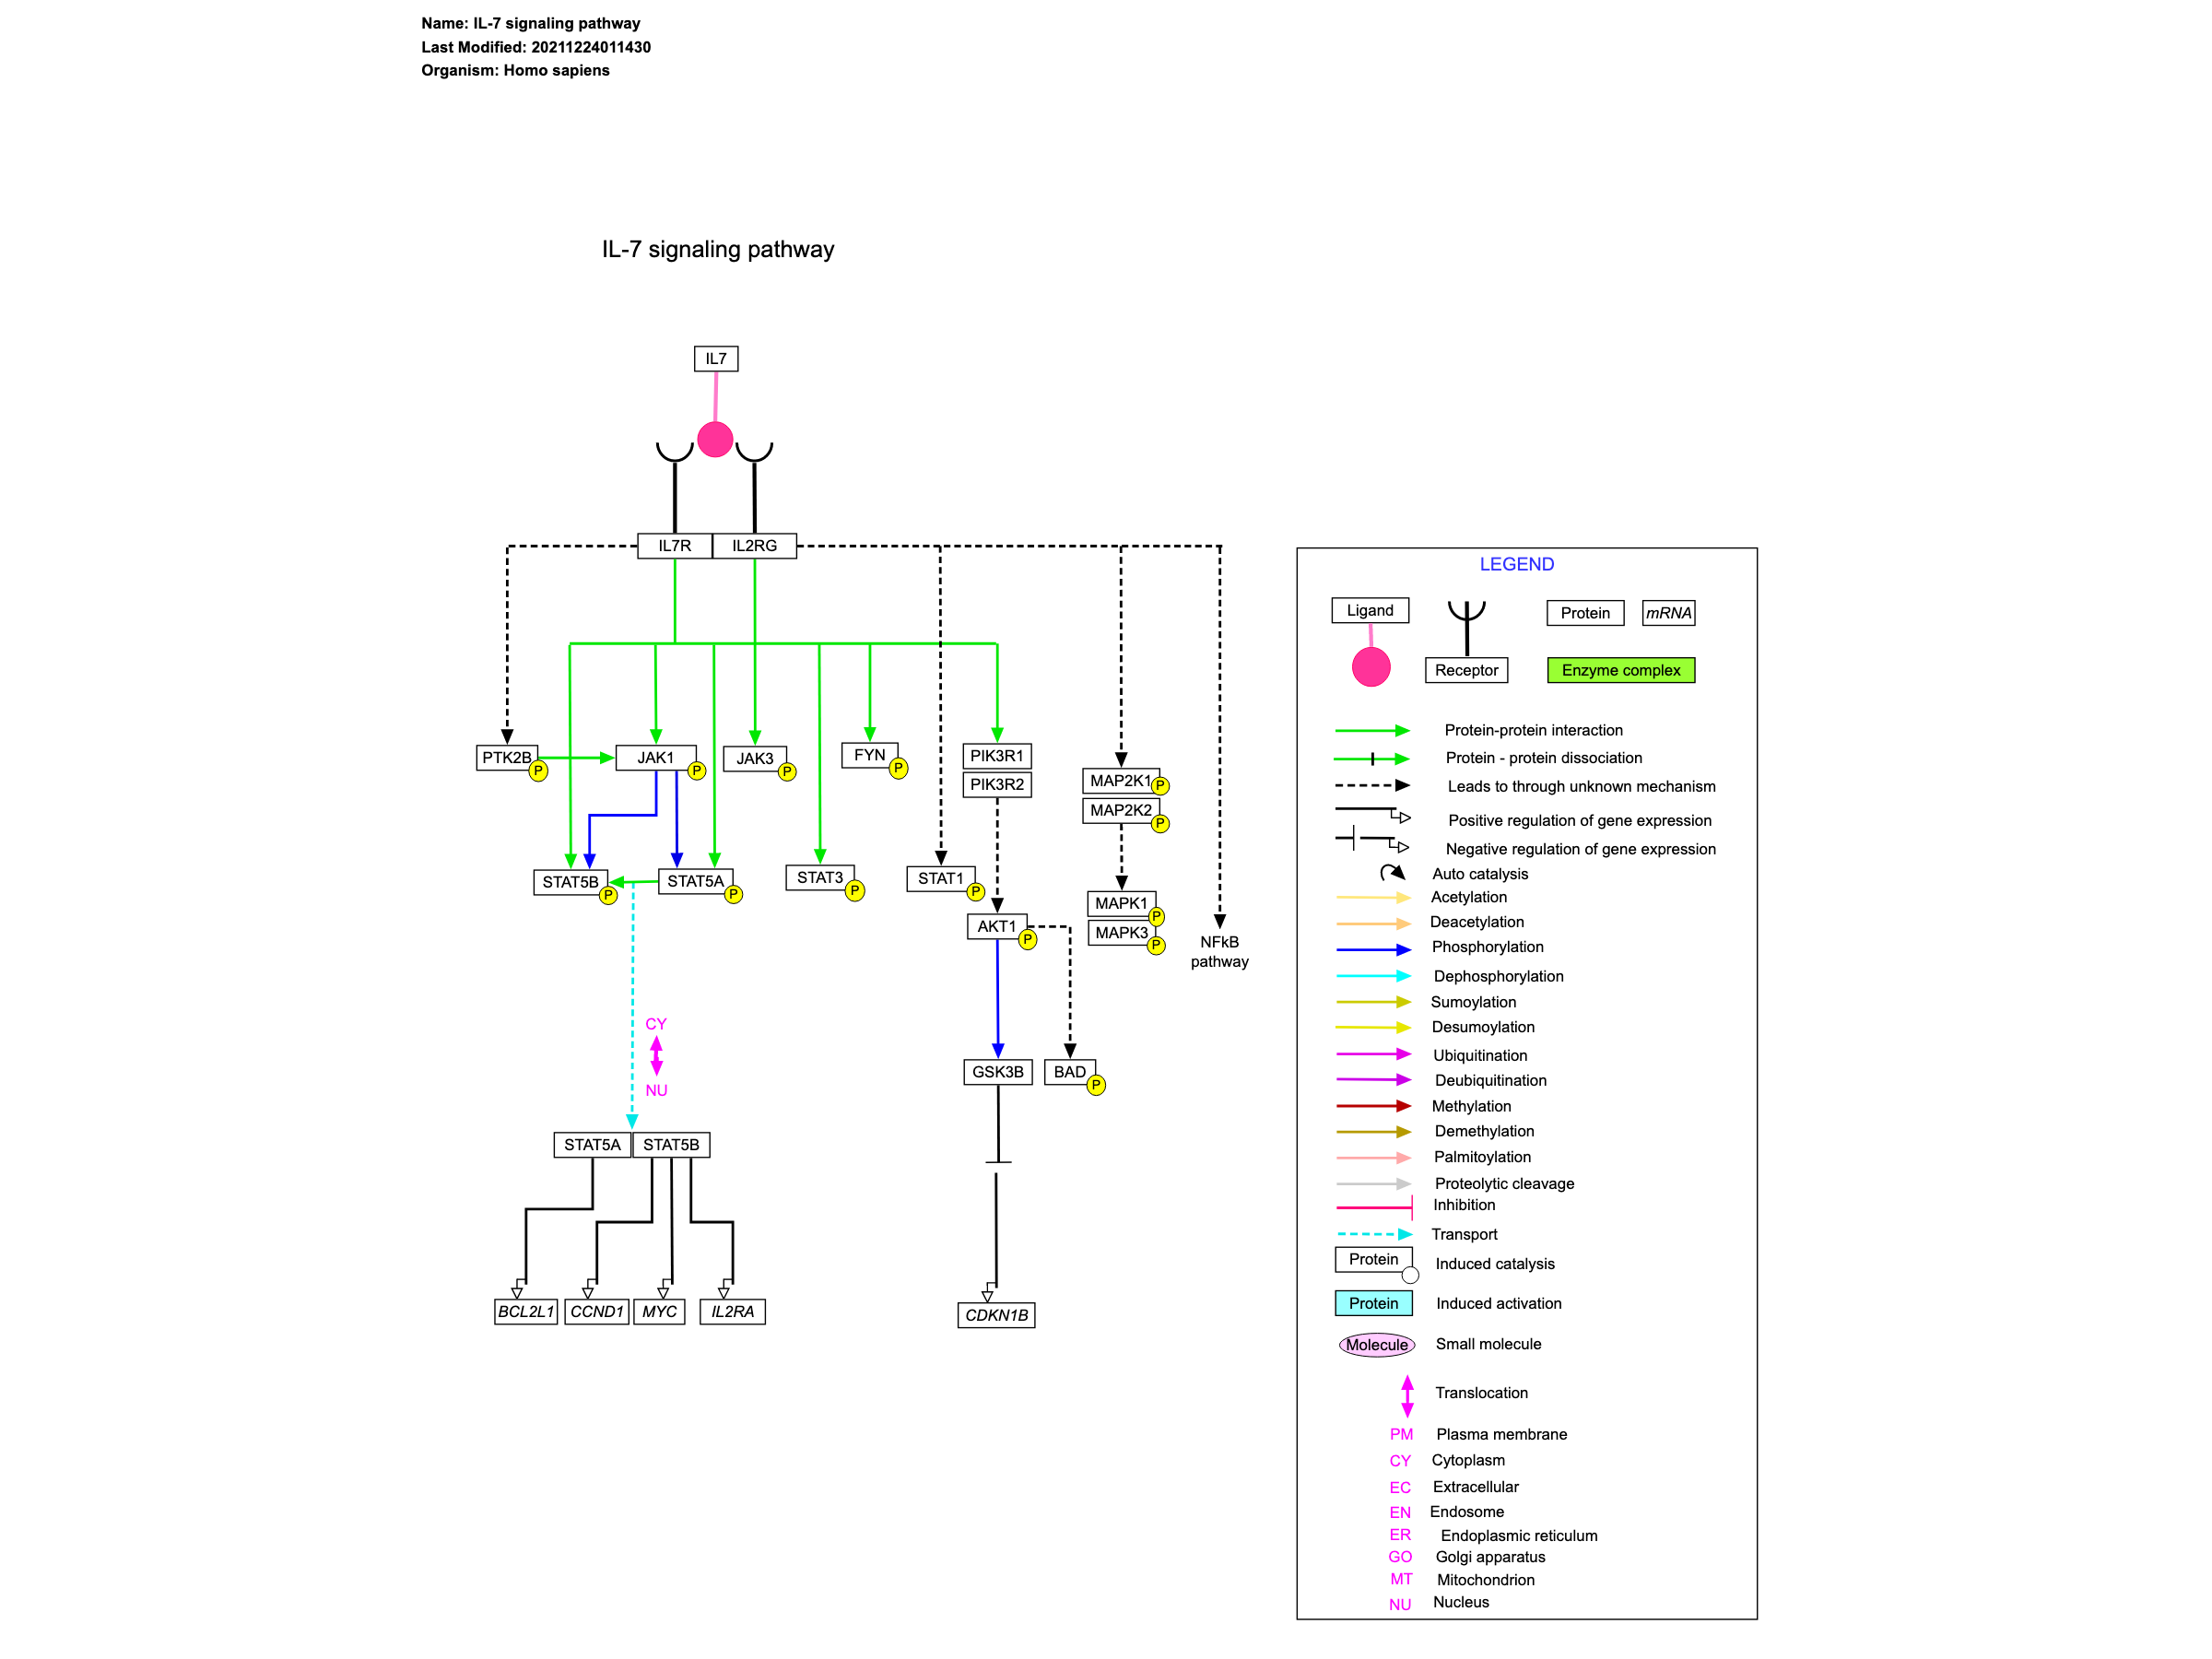 Name: IL-7 signaling pathway
Last Modified: 20211224011430
Organism: Homo sapiens
IL-7 signaling pathway
IL7
IL7R
IL2RG
PTK2B
P
JAK1
P
JAK3
P
FYN
P
PIK3R1
PIK3R2
MAP2K1
P
MAP2K2
P
STAT5B
P
STAT5A
P
STAT3
P
STAT1
P
AKT1
P
MAPK1
P
MAPK3
P
NFkB
pathway
CY
NU
GSK3B
BAD
P
STAT5A
STAT5B
BCL2L1
CCND1
MYC
IL2RA
CDKN1B
LEGEND
Ligand
Receptor
Protein
mRNA
Enzyme complex
Protein-protein interaction
Protein - protein dissociation
Leads to through unknown mechanism
Positive regulation of gene expression
Negative regulation of gene expression
Auto catalysis
Acetylation
Deacetylation
Phosphorylation
Dephosphorylation
Sumoylation
Desumoylation
Ubiquitination
Deubiquitination
Methylation
Demethylation
Palmitoylation
Proteolytic cleavage
Inhibition
Transport
Protein
Induced catalysis
Protein
Induced activation
Molecule
Small molecule
Translocation
PM Plasma membrane
CY Cytoplasm
EC Extracellular
EN Endosome
ER Endoplasmic reticulum
GO Golgi apparatus
MT Mitochondrion
NU Nucleus